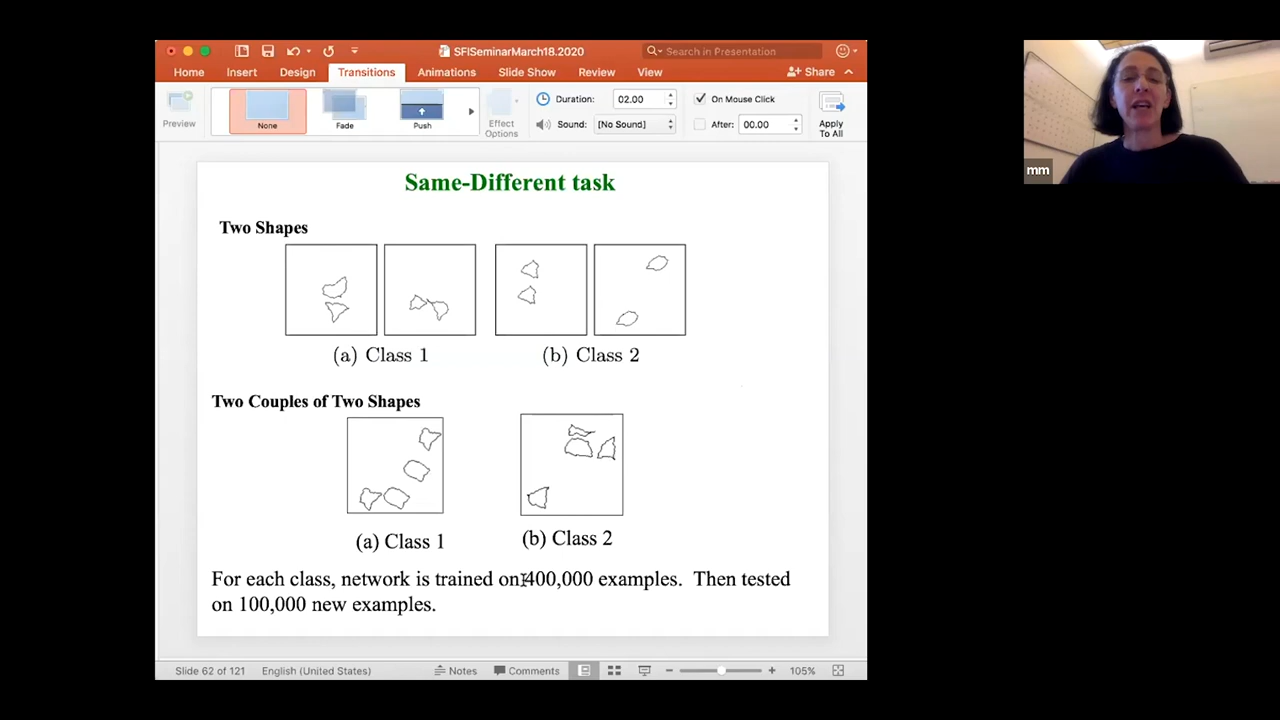 SFISeminarMarch18.2020
Search in Presentation
Home Insert Design Transitions Animations Slide Show Review View Share
Preview
None
Fade
Push
Effect
Options
Duration: 02.00
Sound: [No Sound]
On Mouse Click
After: 00.00
Apply
To All
mm
Same-Different task
Two Shapes
(a) Class 1
(b) Class 2
Two Couples of Two Shapes
(a) Class 1
(b) Class 2
For each class, network is trained on 400,000 examples. Then tested
on 100,000 new examples.
Slide 62 of 121 English (United States) Notes Comments 105%